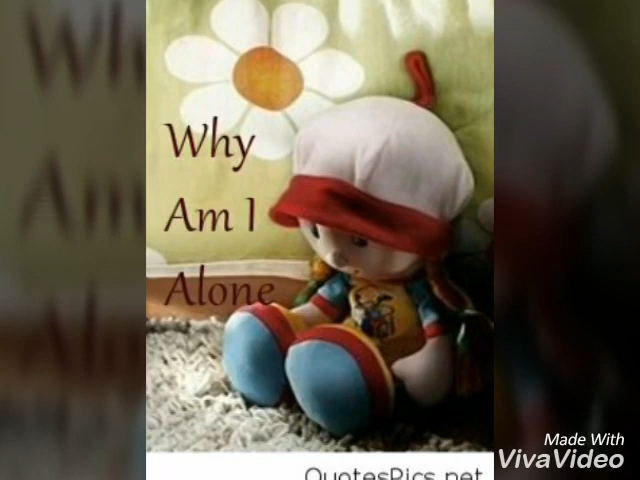 Why
Am I
Alone
QuotesPics.net
Made With
VivaVideo